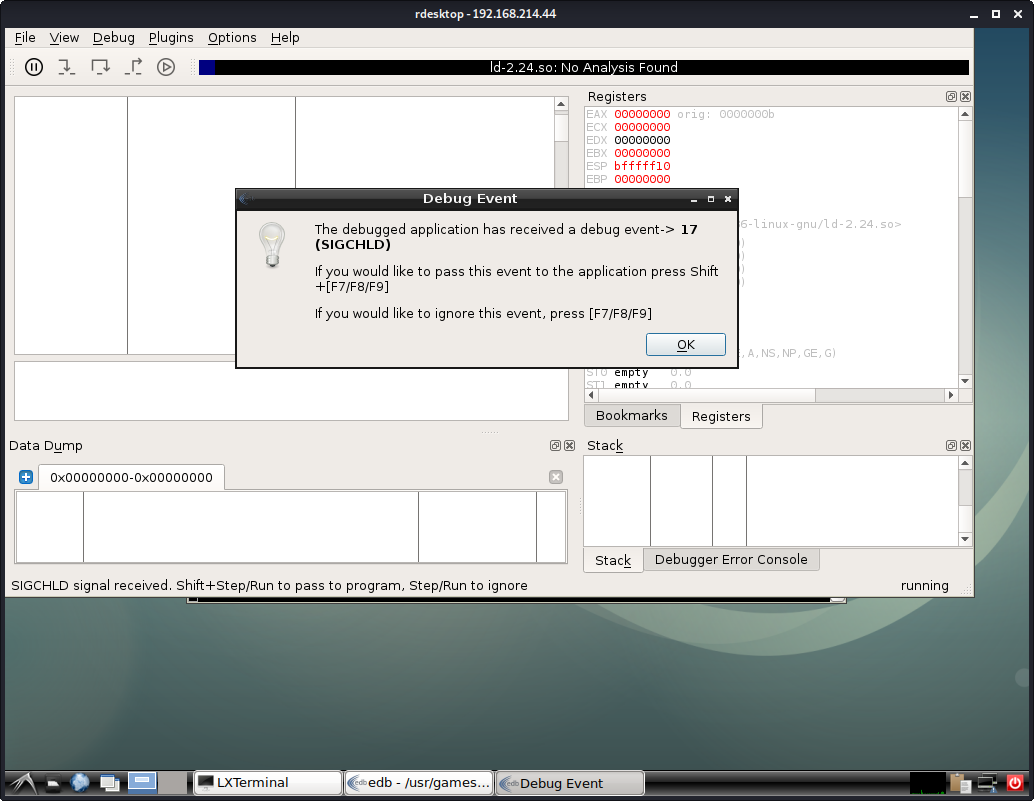 rdesktop - 192.168.214.44
File View Debug Plugins Options Help
ld-2.24.so: No Analysis Found
Registers
EAX 00000000 orig: 0000000b
ECX 00000000
EDX 00000000
EBX 00000000
ESP bfffff10
EBP 00000000
6-linux-gnu/ld-2.24.so>
)
)
)
)
,A,NS,NP,GE,G)
ST0 empty 0.0
ST1 empty 0.0
Debug Event
The debugged application has received a debug event-> 17
(SIGCHLD)
If you would like to pass this event to the application press Shift
+[F7/F8/F9]
If you would like to ignore this event, press [F7/F8/F9]
OK
Bookmarks Registers
Data Dump
0x00000000-0x00000000
Stack
Stack Debugger Error Console
SIGCHLD signal received. Shift+Step/Run to pass to program, Step/Run to ignore
running
LXTerminal
edb - /usr/games...
Debug Event